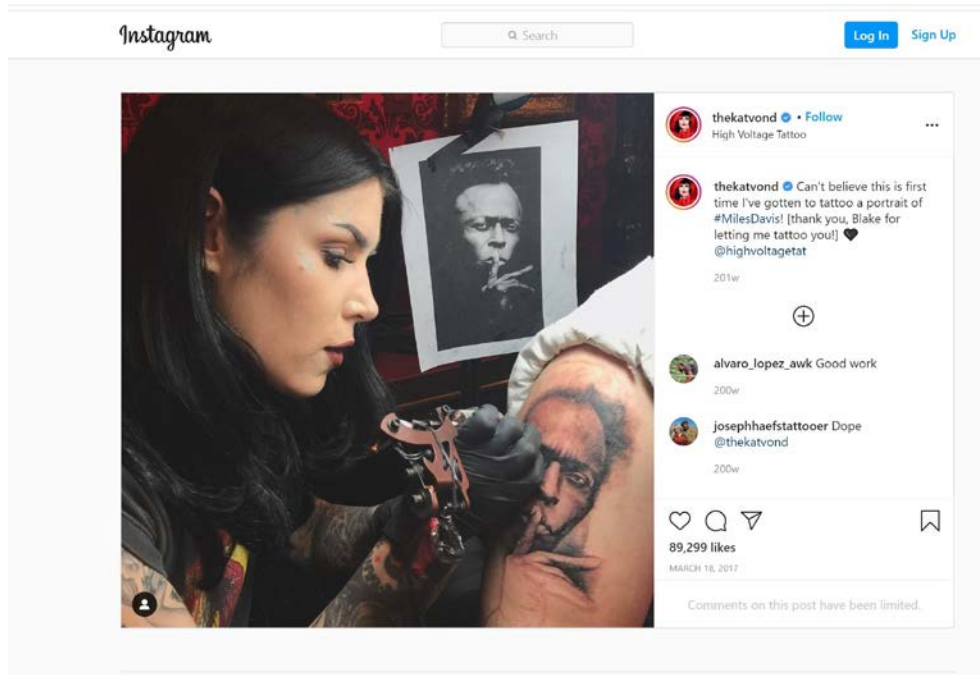 Instagram
Search
Log In
Sign Up
thekatvond • Follow
High Voltage Tattoo
thekatvond Can't believe this is first
time I've gotten to tattoo a portrait of
#MilesDavis! [thank you, Blake for
letting me tattoo you!] 🖤
@highvoltagetat
201w
alvaro_lopez_awk Good work
200w
josephhaefstattooer Dope
@thekatvond
200w
89,299 likes
MARCH 18, 2017
Comments on this post have been limited.